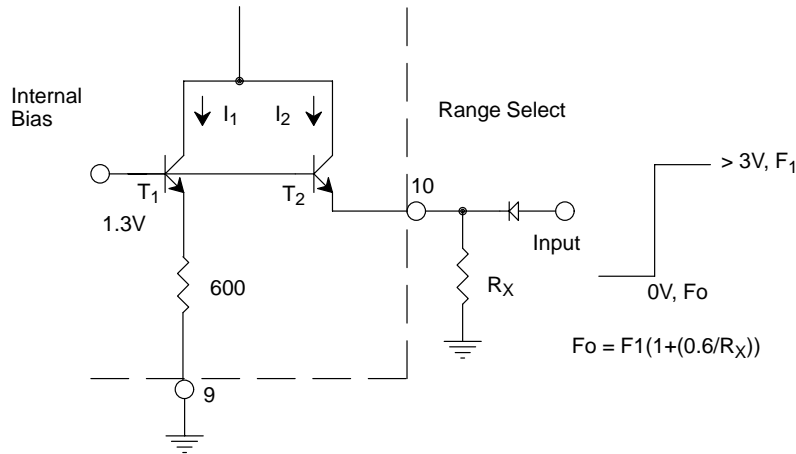 Internal
Bias
I1
I2
Range Select
T1
T2
10
> 3V, F1
1.3V
Input
600
RX
0V, Fo
Fo = F1(1+(0.6/RX))
9